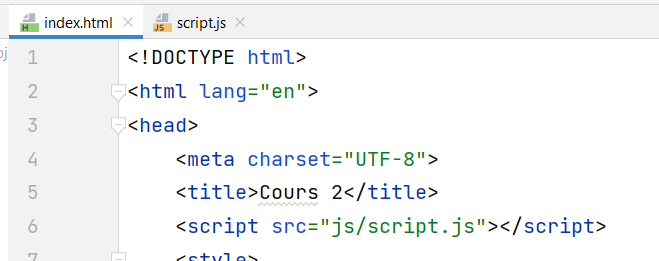 index.html script.js
oj
1 <!DOCTYPE html>
2 <html lang="en">
3 <head>
4 <meta charset="UTF-8">
5 <title>Cours 2</title>
6 <script src="js/script.js"></script>
7 <style>